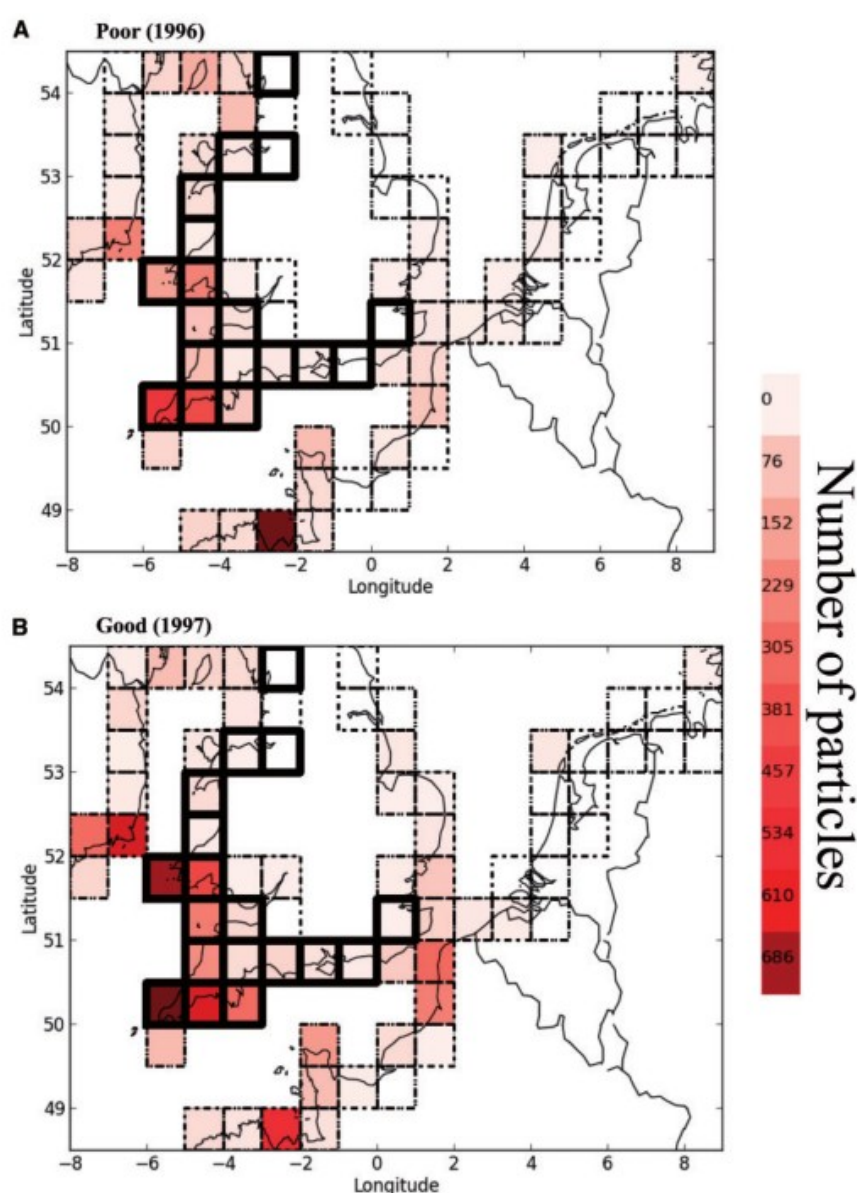 A Poor (1996)
54
53
52
51
50
49
Latitude
−8 −6 −4 −2 0 2 4 6 8
Longitude
B Good (1997)
54
53
52
51
50
49
Latitude
−8 −6 −4 −2 0 2 4 6 8
Longitude
0
76
152
229
305
381
457
534
610
686
Number of particles